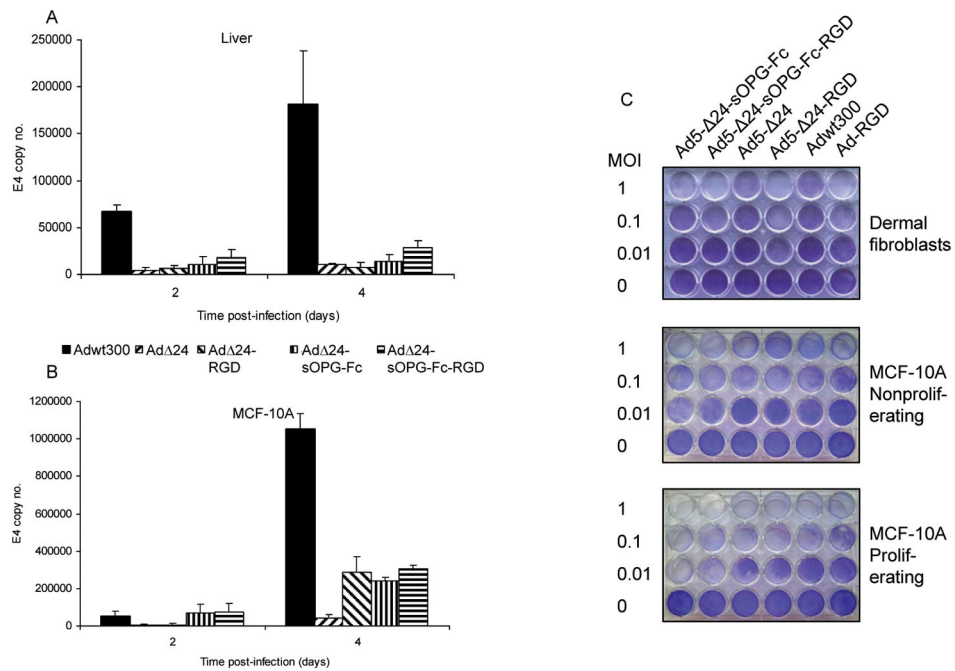 A
Liver
250000
200000
150000
100000
50000
0
E4 copy no.
2
4
Time post-infection (days)
Adwt300
AdΔ24
AdΔ24-
RGD
AdΔ24-
sOPG-Fc
AdΔ24-
sOPG-Fc-RGD
B
MCF-10A
1200000
1000000
800000
600000
400000
200000
0
E4 copy no.
2
4
Time post-infection (days)
C
Ad5-Δ24-sOPG-Fc
Ad5-Δ24-sOPG-Fc-RGD
Ad5-Δ24
Ad5-Δ24-RGD
Adwt300
Ad-RGD
MOI
1
0.1
0.01
0
Dermal
fibroblasts
1
0.1
0.01
0
MCF-10A
Nonprolif-
erating
1
0.1
0.01
0
MCF-10A
Prolif-
erating